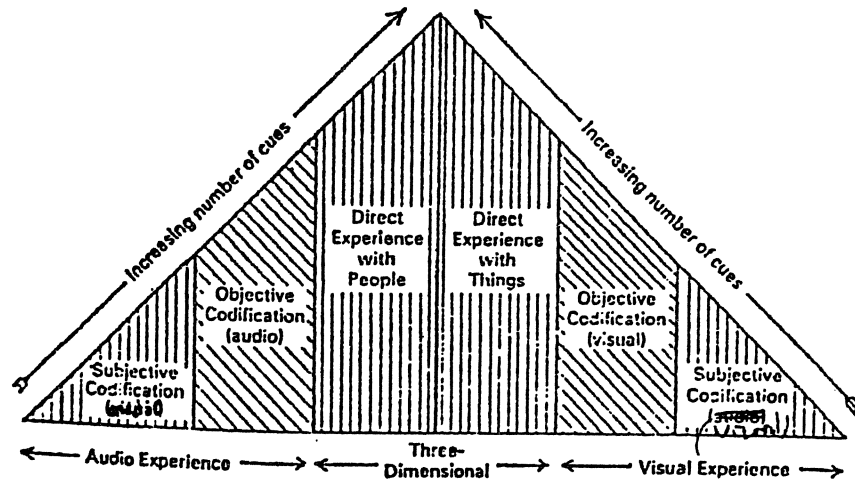 Increasing number of cues
Increasing number of cues
Direct
Experience
with
People
Direct
Experience
with
Things
Objective
Codification
(audio)
Objective
Codification
(visual)
Subjective
Codification
Subjective
Codification
Audio Experience
Three-
Dimensional
Visual Experience